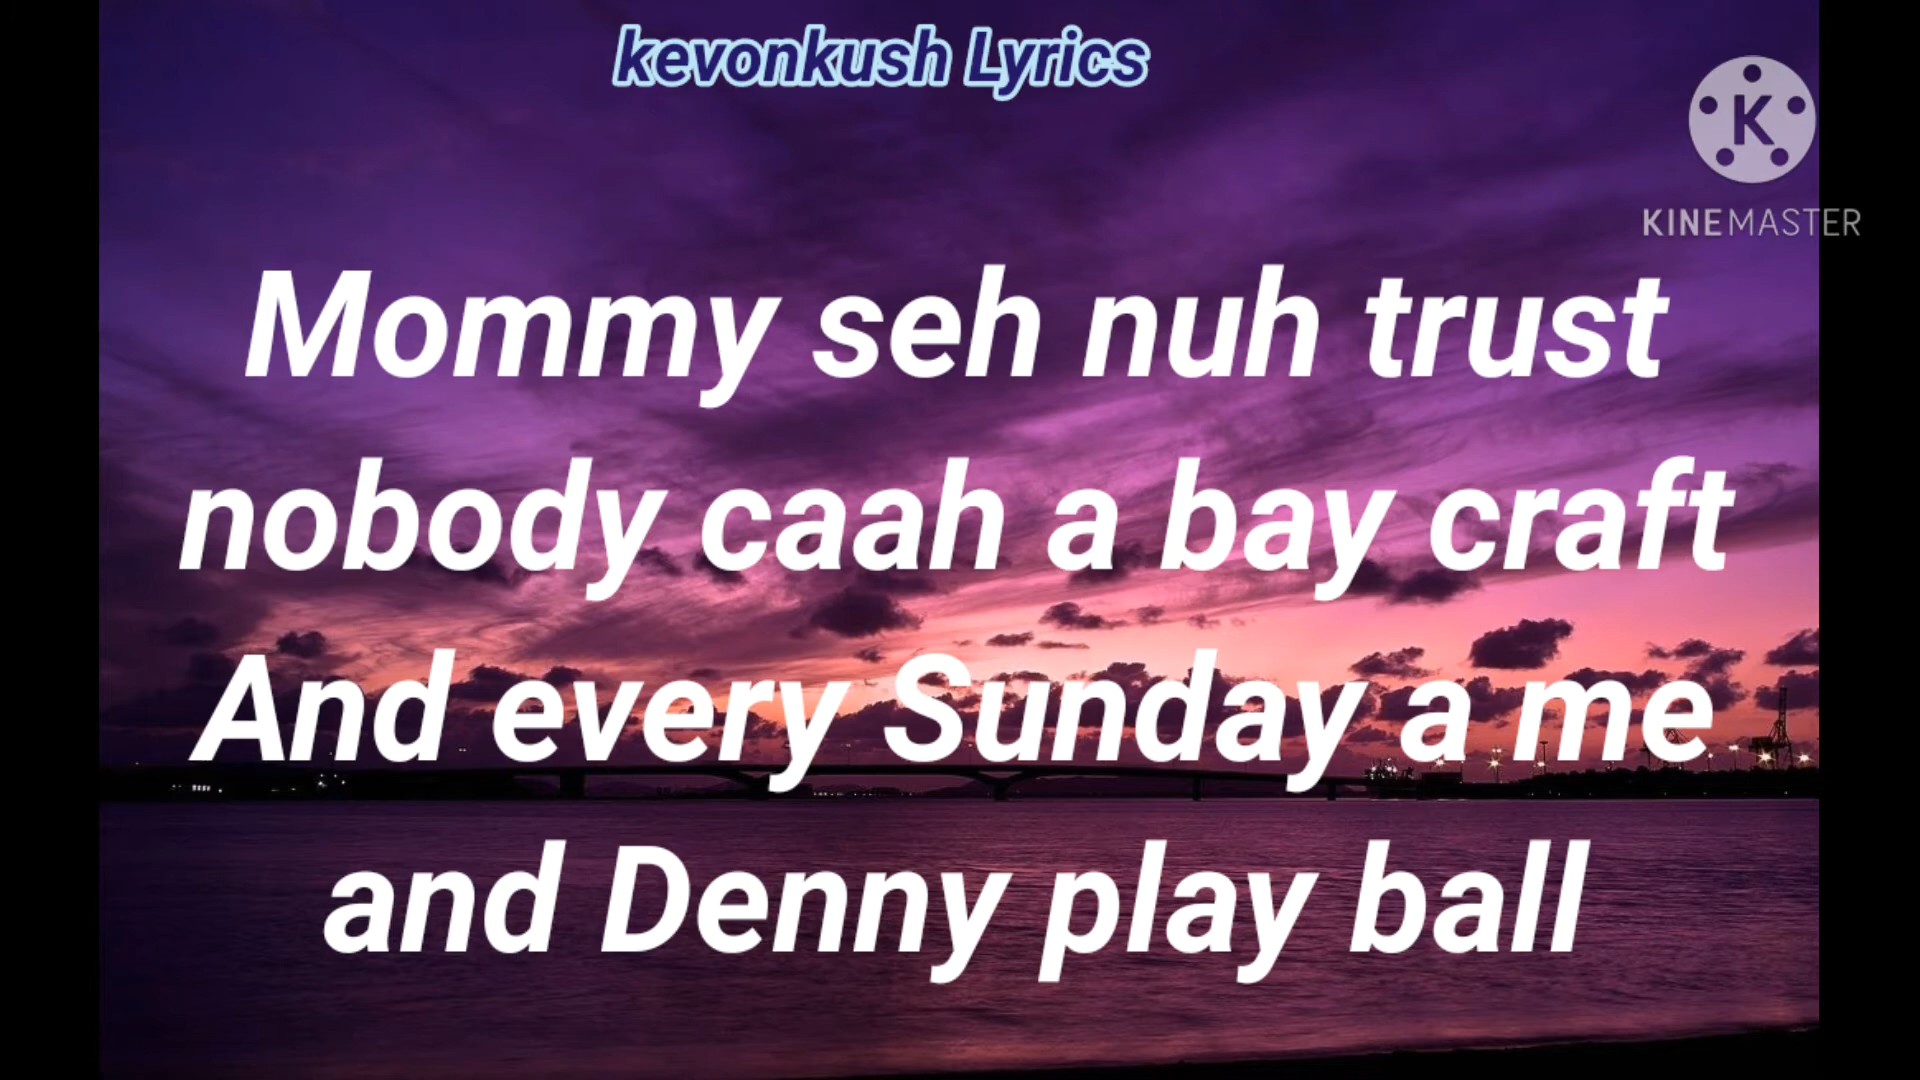 kevonkush Lyrics
K
KINEMASTER
Mommy seh nuh trust
nobody caah a bay craft
And every Sunday a me
and Denny play ball